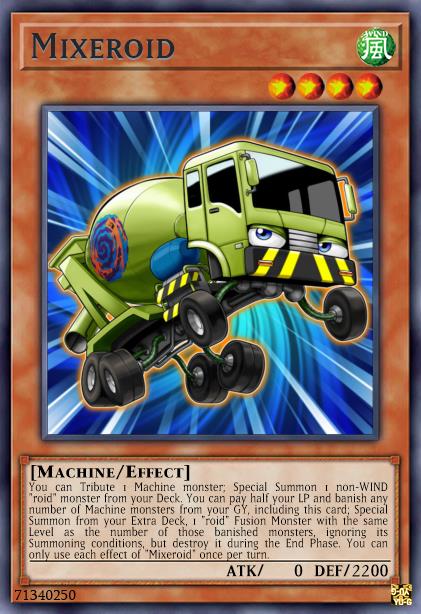 Mixeroid
WIND
風
[Machine/Effect]
You can Tribute 1 Machine monster; Special Summon 1 non-WIND
"roid" monster from your Deck. You can pay half your LP and banish any
number of Machine monsters from your GY, including this card; Special
Summon from your Extra Deck, 1 "roid" Fusion Monster with the same
Level as the number of those banished monsters, ignoring its
Summoning conditions, but destroy it during the End Phase. You can
only use each effect of "Mixeroid" once per turn.
ATK/ 0 DEF/2200
71340250